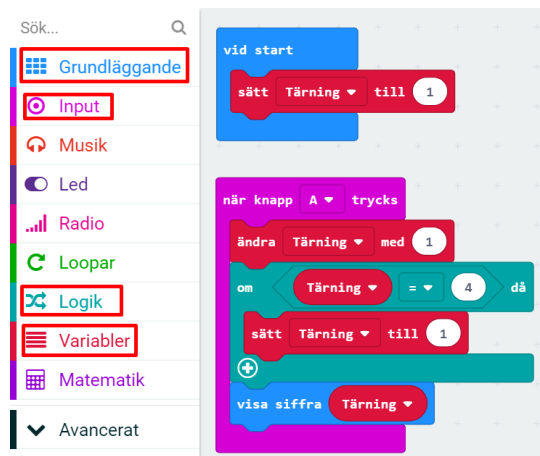 Sök...
Grundläggande
Input
Musik
Led
Radio
Loopar
Logik
Variabler
Matematik
Avancerat
vid start
sätt Tärning till 1
när knapp A trycks
ändra Tärning med 1
om Tärning = 4 då
sätt Tärning till 1
visa siffra Tärning